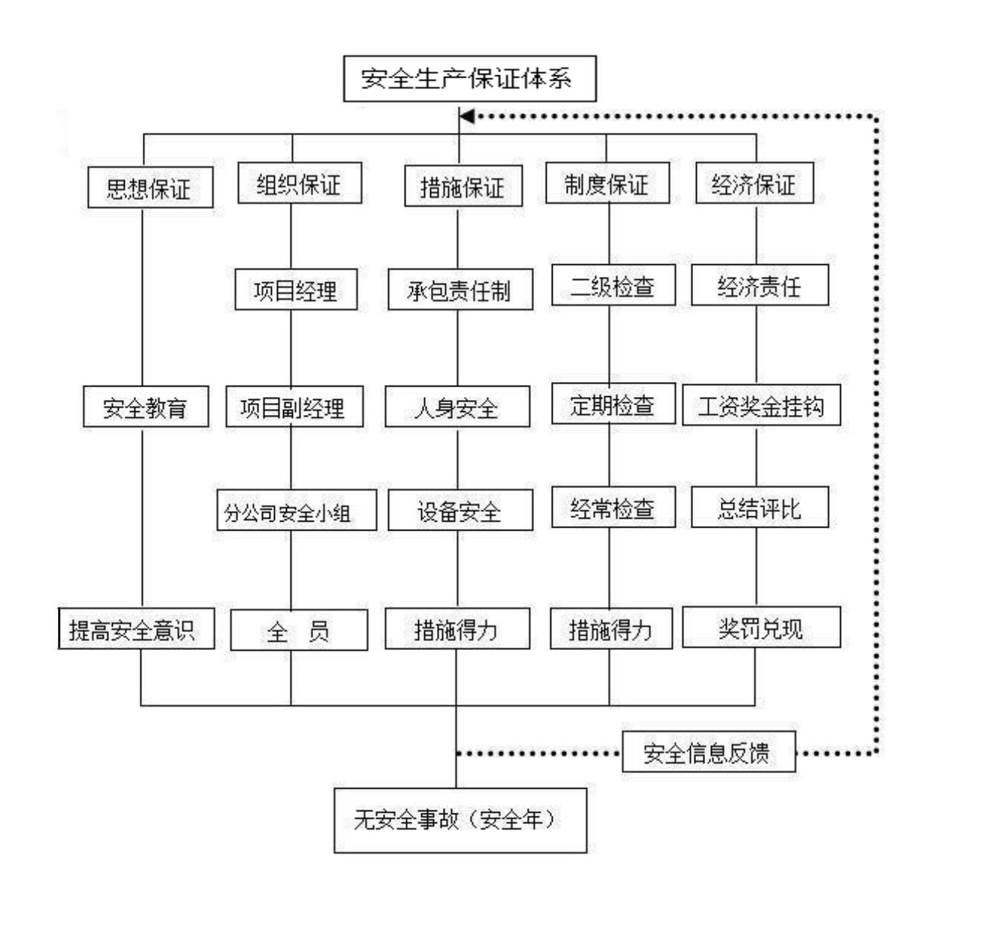 安全生产保证体系
思想保证
组织保证
措施保证
制度保证
经济保证
项目经理
承包责任制
二级检查
经济责任
安全教育
项目副经理
人身安全
定期检查
工资奖金挂钩
分公司安全小组
设备安全
经常检查
总结评比
提高安全意识
全 员
措施得力
措施得力
奖罚兑现
安全信息反馈
无安全事故（安全年）